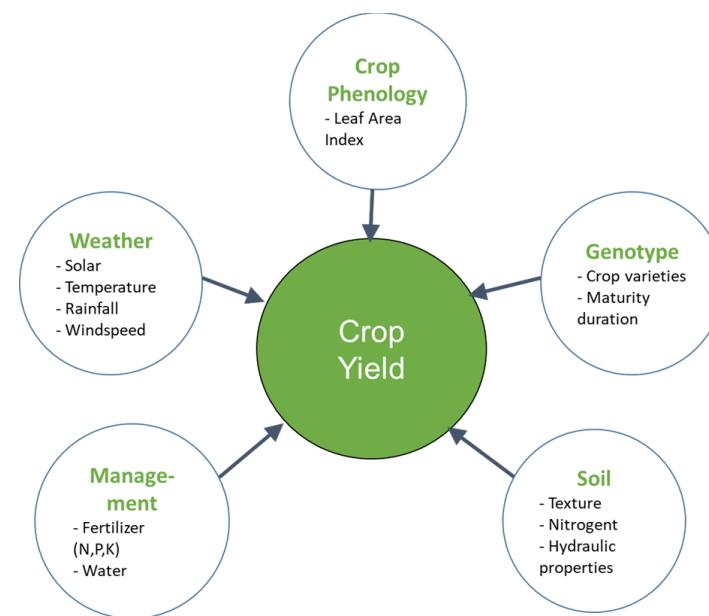 Crop
Phenology
- Leaf Area
Index
Weather
- Solar
- Temperature
- Rainfall
- Windspeed
Genotype
- Crop varieties
- Maturity
duration
Crop
Yield
Manage-
ment
- Fertilizer
(N,P,K)
- Water
Soil
- Texture
- Nitrogent
- Hydraulic
properties